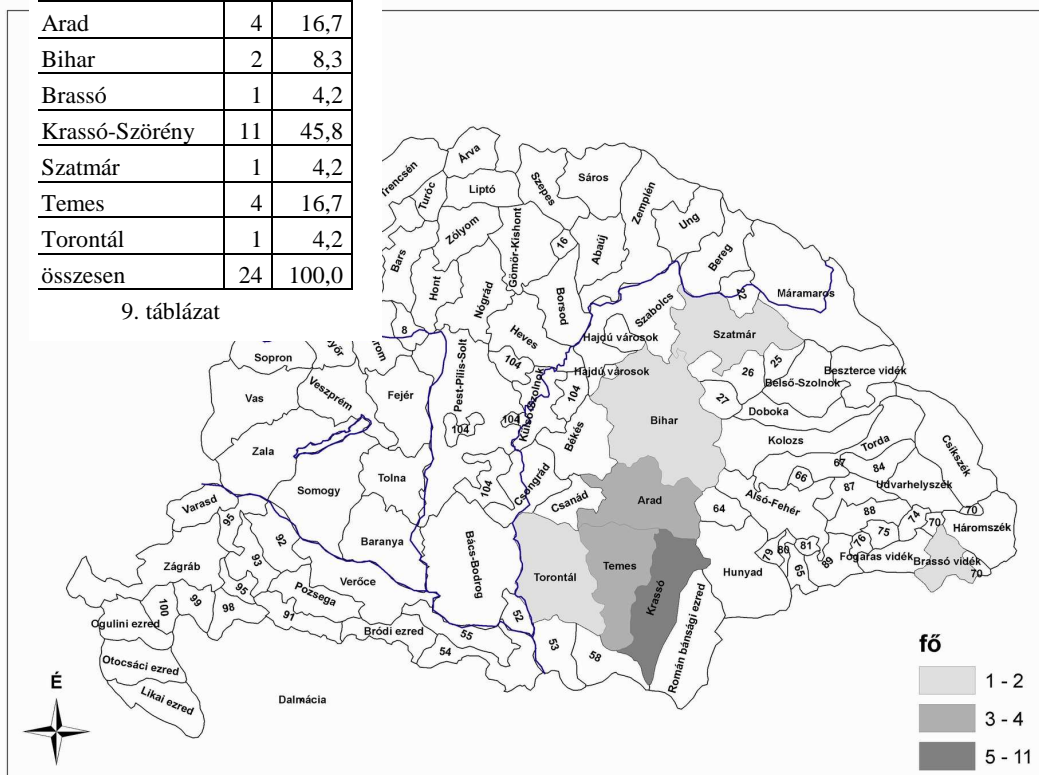 Arad 4 16,7
Bihar 2 8,3
Brassó 1 4,2
Krassó-Szörény 11 45,8
Szatmár 1 4,2
Temes 4 16,7
Torontál 1 4,2
összesen 24 100,0
9. táblázat
Árva
Trencsén
Turóc
Liptó
Szepes
Sáros
Zemplén
Ung
Bereg
Máramaros
22
Zólyom
Gömör-Kishont
16
Abaúj
Bars
Hont
Nógrád
Borsod
Szabolcs
Szatmár
8
Heves
Hajdú városok
Hajdú városok
Sopron
104
Külső-Szolnok
104
104
104
104
26
25
27
Belső-Szolnok
Beszterce vidék
Doboka
Vas
Veszprém
Fejér
Pest-Pilis-Solt
Békés
Bihar
Kolozs
Torda
Csikszék
Zala
Somogy
Tolna
Csongrád
Csanád
Arad
64
Alsó-Fehér
66
67
84
Udvarhelyszék
87
88
Varasd
95
92
93
95
Baranya
Bács-Bodrog
Torontál
Temes
Krassó
Hunyad
79
80
81
65
89
76
75
74
70
70
70
Háromszék
Fogaras vidék
Brassó vidék
Zágráb
Verőce
Pozsega
91
98
99
100
Ogulini ezred
Bródi ezred
55
54
52
53
58
Román bánsági ezred
Otocsáci ezred
Likai ezred
Dalmácia
É
fő
1 - 2
3 - 4
5 - 11